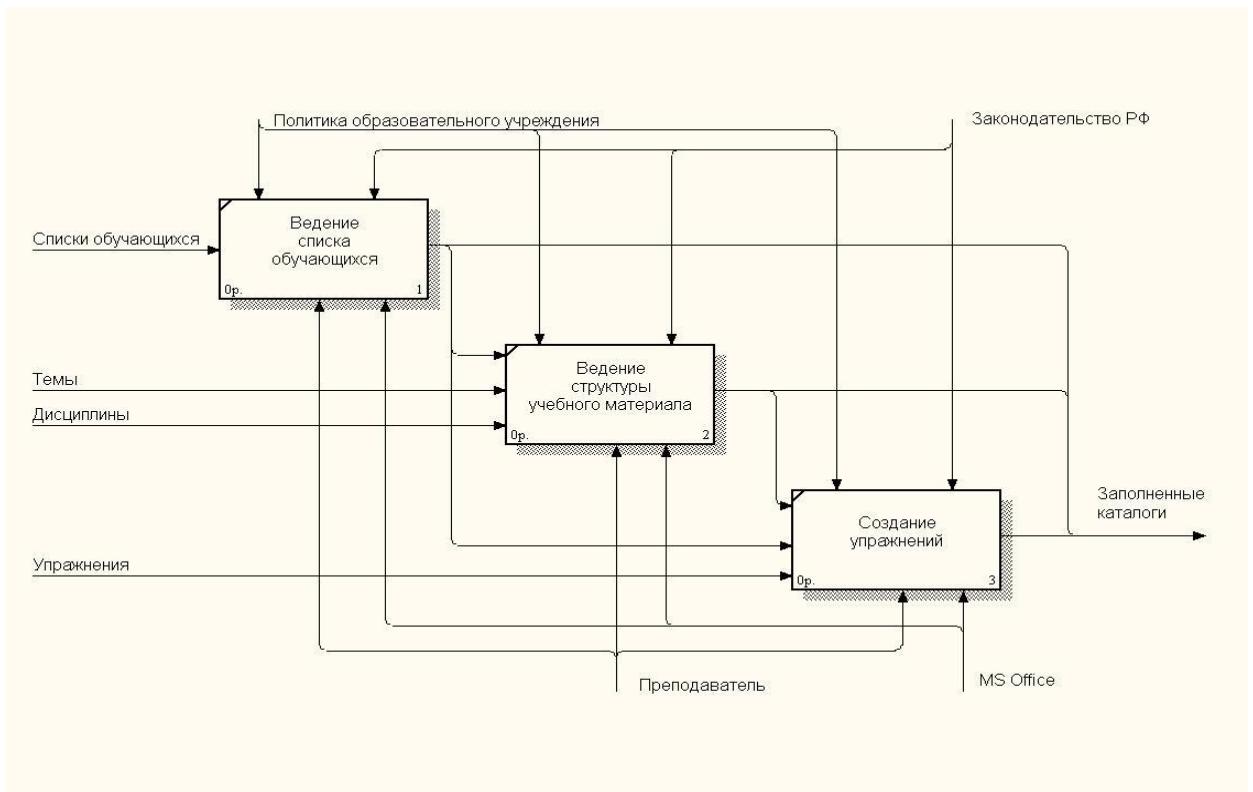 Политика образовательного учреждения
Законодательство РФ
Списки обучающихся
Ведение
списка
обучающихся
0р.
1
Темы
Дисциплины
Ведение
структуры
учебного материала
0р.
2
Заполненные
каталоги
Создание
упражнений
0р.
3
Упражнения
Преподаватель
MS Office